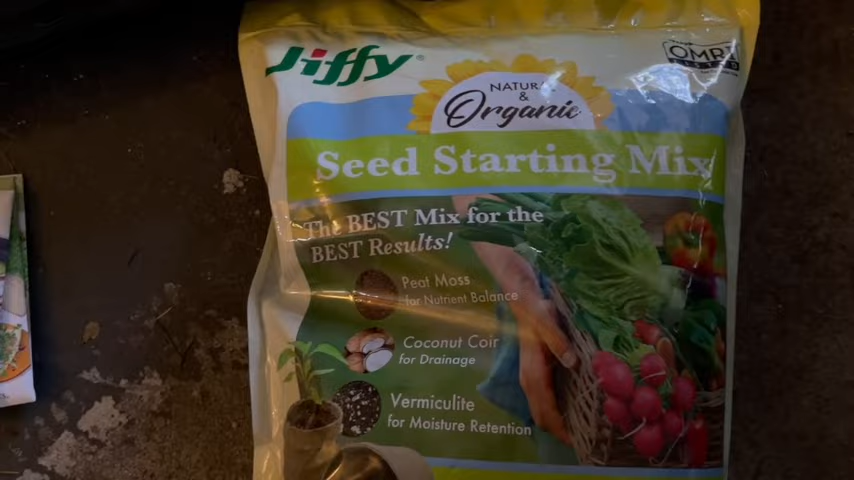 Jiffy
OMRI
LISTED
NATURAL
&
Organic
Seed Starting Mix
The BEST Mix for the
BEST Results!
Peat Moss
for Nutrient Balance
Coconut Coir
for Drainage
Vermiculite
for Moisture Retention